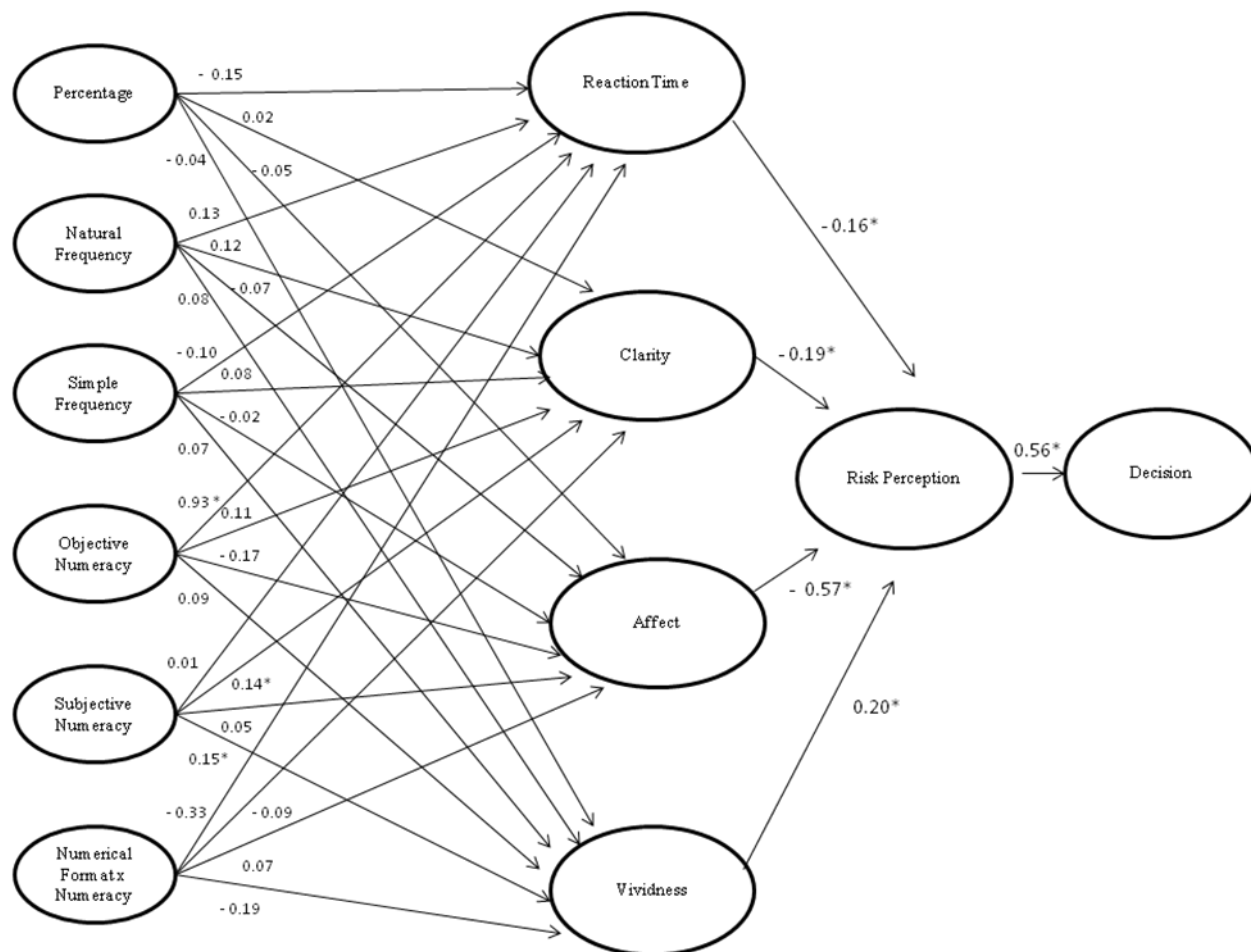 - 0.15
Percentage
Reaction Time
0.02
- 0.04
- 0.05
0.13
Natural
Frequency
0.12
- 0.16*
0.08
- 0.07
- 0.10
Simple
Frequency
0.08
Clarity
- 0.19*
- 0.02
0.07
Risk Perception
0.56*
Decision
0.93*
0.11
Objective
Numeracy
- 0.17
- 0.57*
0.09
Affect
0.01
Subjective
Numeracy
0.14*
0.05
0.20*
0.15*
- 0.33
- 0.09
Numerical
Format x
Numeracy
0.07
Vividness
- 0.19